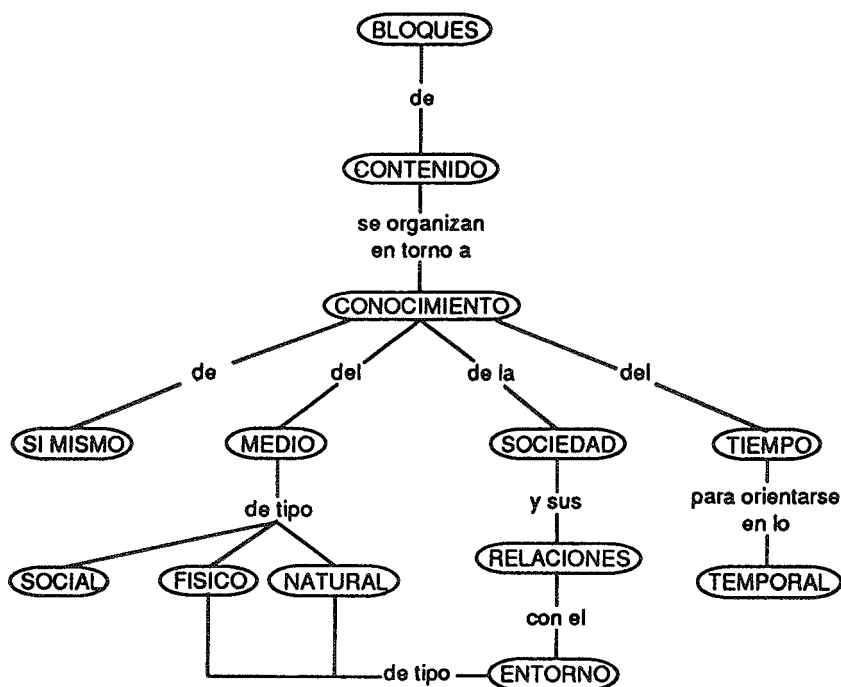 BLOQUES
de
CONTENIDO
se organizan
en torno a
CONOCIMIENTO
de
del
de la
del
SI MISMO
MEDIO
SOCIEDAD
TIEMPO
de tipo
y sus
para orientarse
en lo
SOCIAL
FISICO
NATURAL
RELACIONES
TEMPORAL
con el
de tipo
ENTORNO